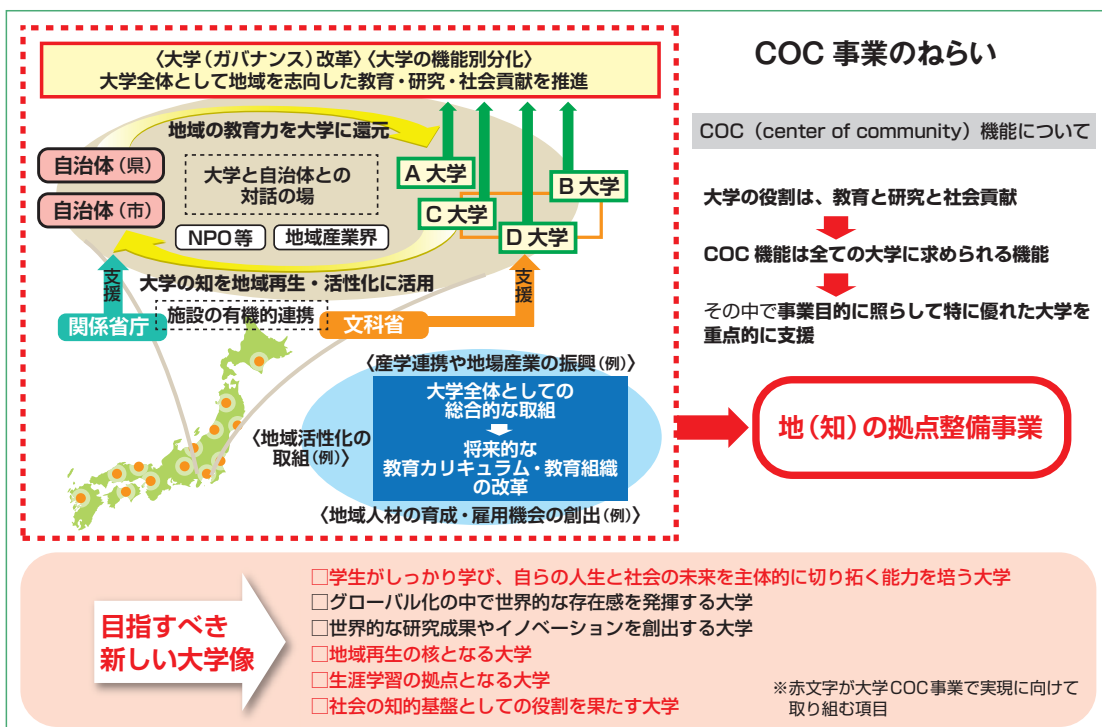 〈大学（ガバナンス）改革〉〈大学の機能別分化〉
大学全体として地域を志向した教育・研究・社会貢献を推進
地域の教育力を大学に還元
自治体（県）
自治体（市）
大学と自治体との
対話の場
NPO等
地域産業界
A 大学
B 大学
C 大学
D 大学
大学の知を地域再生・活性化に活用
支援
支援
関係省庁
施設の有機的連携
文科省
〈産学連携や地場産業の振興（例）〉
大学全体としての
総合的な取組
将来的な
教育カリキュラム・教育組織
の改革
〈地域活性化の
取組（例）〉
〈地域人材の育成・雇用機会の創出（例）〉
COC 事業のねらい
COC（center of community）機能について
大学の役割は、教育と研究と社会貢献
COC 機能は全ての大学に求められる機能
その中で事業目的に照らして特に優れた大学を
重点的に支援
地（知）の拠点整備事業
目指すべき
新しい大学像
□学生がしっかり学び、自らの人生と社会の未来を主体的に切り拓く能力を培う大学
□グローバル化の中で世界的な存在感を発揮する大学
□世界的な研究成果やイノベーションを創出する大学
□地域再生の核となる大学
□生涯学習の拠点となる大学
□社会の知的基盤としての役割を果たす大学
※赤文字が大学COC事業で実現に向けて
取り組む項目